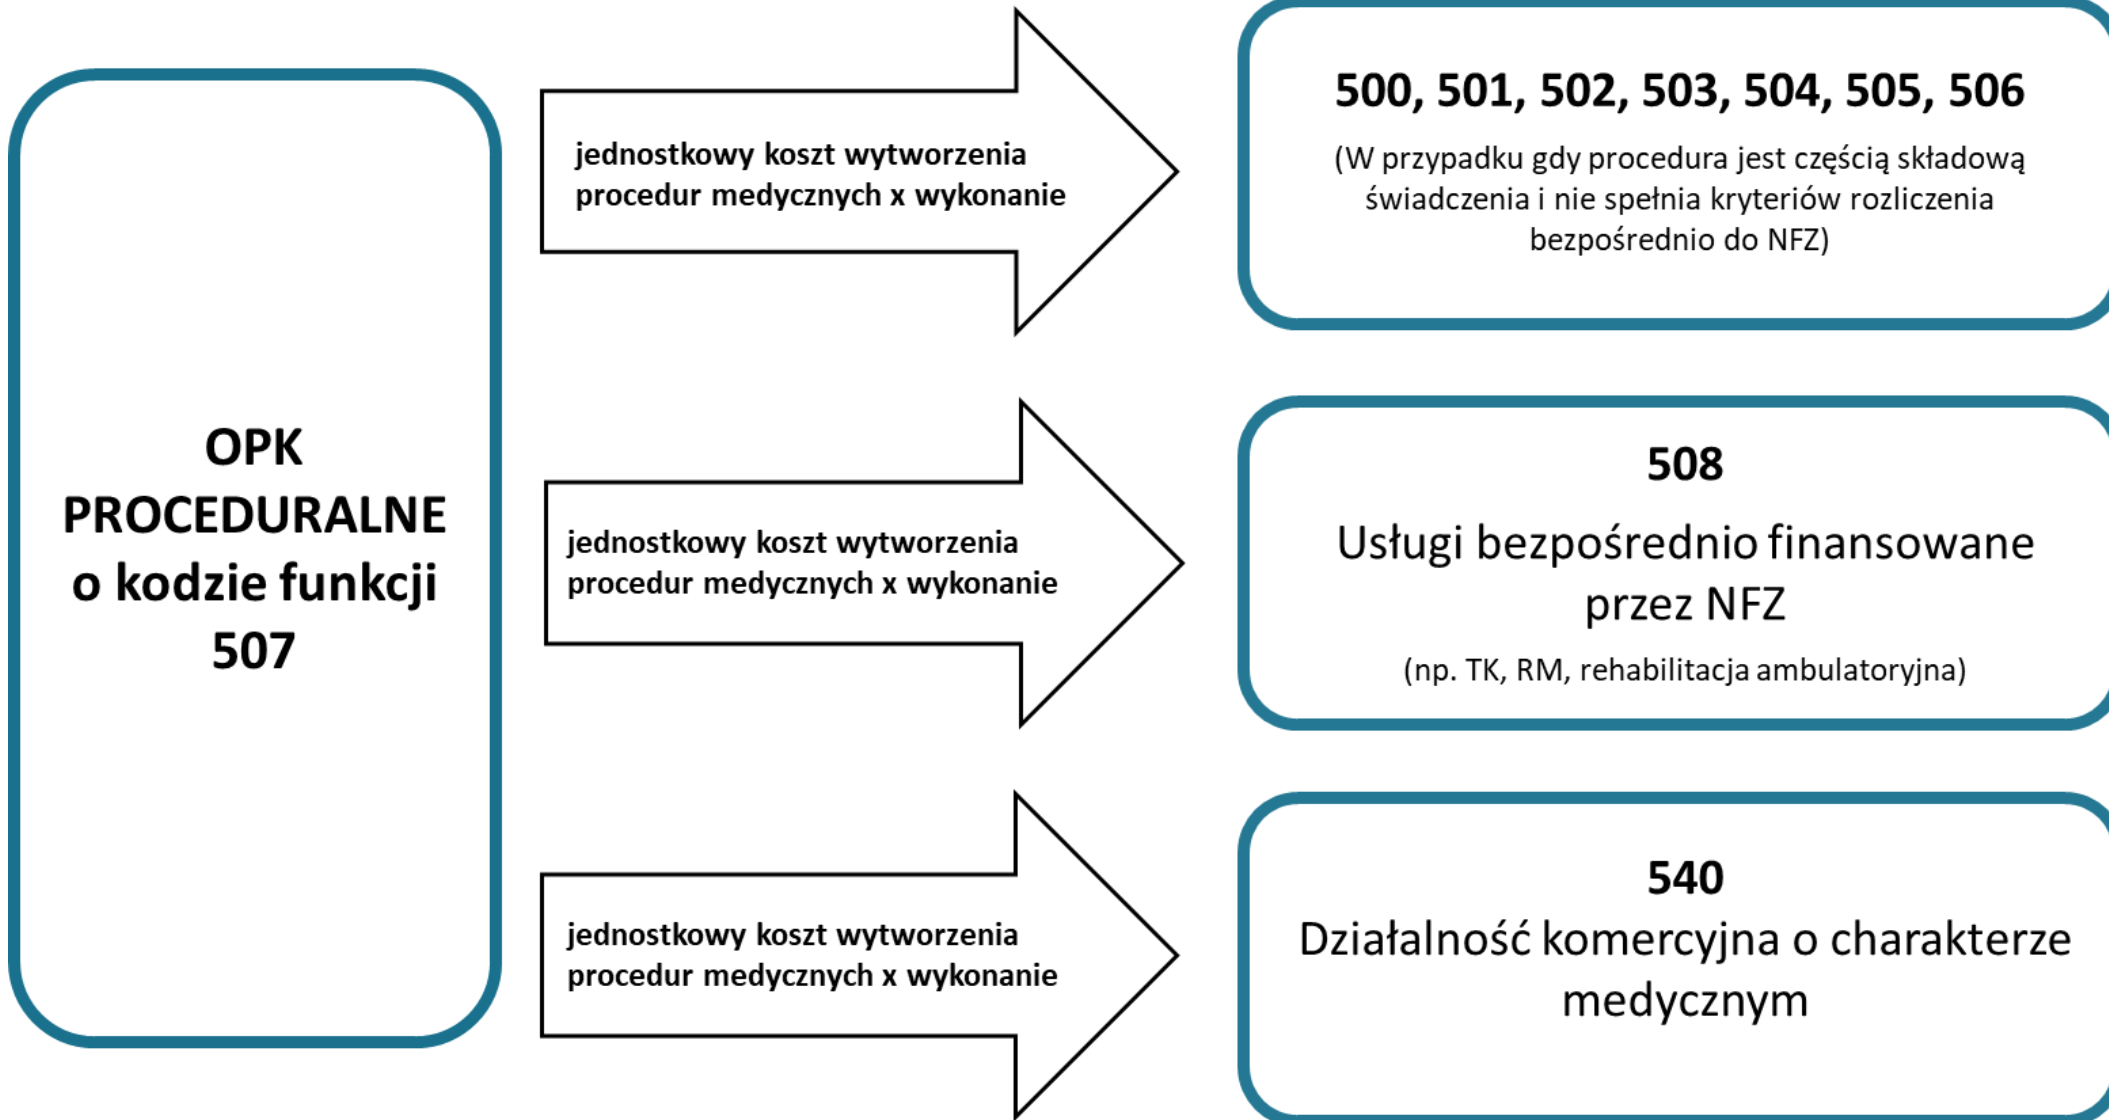 OPK
PROCEDURALNE
o kodzie funkcji
507
jednostkowy koszt wytworzenia
procedur medycznych x wykonanie
500, 501, 502, 503, 504, 505, 506
(W przypadku gdy procedura jest częścią składową
świadczenia i nie spełnia kryteriów rozliczenia
bezpośrednio do NFZ)
jednostkowy koszt wytworzenia
procedur medycznych x wykonanie
508
Usługi bezpośrednio finansowane
przez NFZ
(np. TK, RM, rehabilitacja ambulatoryjna)
jednostkowy koszt wytworzenia
procedur medycznych x wykonanie
540
Działalność komercyjna o charakterze
medycznym